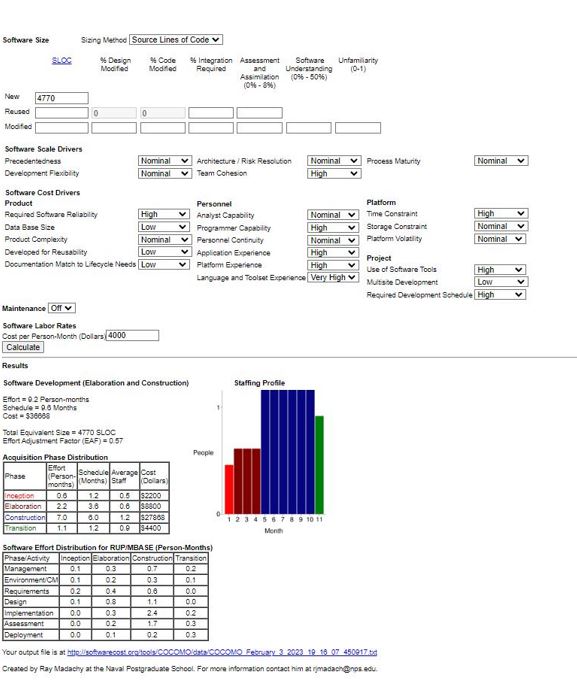 Software Size Sizing Method Source Lines of Code
SLOC % Design Modified % Code Modified % Integration Required Assessment and Assimilation (0% - 8%) Software Understanding (0% - 50%) Unfamiliarity (0-1)
New 4770
Reused 0 0
Modified
Software Scale Drivers
Precedentedness Nominal Architecture / Risk Resolution Nominal Process Maturity Nominal
Development Flexibility Nominal Team Cohesion High
Software Cost Drivers
Product Personnel Platform
Required Software Reliability High Analyst Capability Nominal Time Constraint High
Data Base Size Low Programmer Capability High Storage Constraint Nominal
Product Complexity Nominal Personnel Continuity Nominal Platform Volatility Nominal
Developed for Reusability Low Application Experience High Project
Documentation Match to Lifecycle Needs Low Platform Experience High Use of Software Tools High
Language and Toolset Experience Very High Multisite Development Low
Required Development Schedule High
Maintenance Off
Software Labor Rates
Cost per Person-Month (Dollars) 4000
Calculate
Results
Software Development (Elaboration and Construction) Staffing Profile
Effort = 9.2 Person-months
Schedule = 9.6 Months
Cost = $36668
Total Equivalent Size = 4770 SLOC
Effort Adjustment Factor (EAF) = 0.57
Acquisition Phase Distribution
Phase Effort (Person-months) Schedule (Months) Average Staff Cost (Dollars)
Inception 0.6 1.2 0.5 $2200
Elaboration 2.2 3.6 0.6 $8800
Construction 7.0 6.0 1.2 $27868
Transition 1.1 1.2 0.9 $4400
1
People
0
1 2 3 4 5 6 7 8 9 10 11
Month
Software Effort Distribution for RUP/MBASE (Person-Months)
Phase/Activity Inception Elaboration Construction Transition
Management 0.1 0.3 0.7 0.2
Environment/CM 0.1 0.2 0.3 0.1
Requirements 0.2 0.4 0.6 0.0
Design 0.1 0.8 1.1 0.0
Implementation 0.0 0.3 2.4 0.2
Assessment 0.0 0.2 1.7 0.3
Deployment 0.0 0.1 0.2 0.3
Your output file is at http://softwarecost.org/tools/COCOMO/data/COCOMO_February_3_2023_19_16_07_450917.txt
Created by Ray Madachy at the Naval Postgraduate School. For more information contact him at rjmadach@nps.edu.